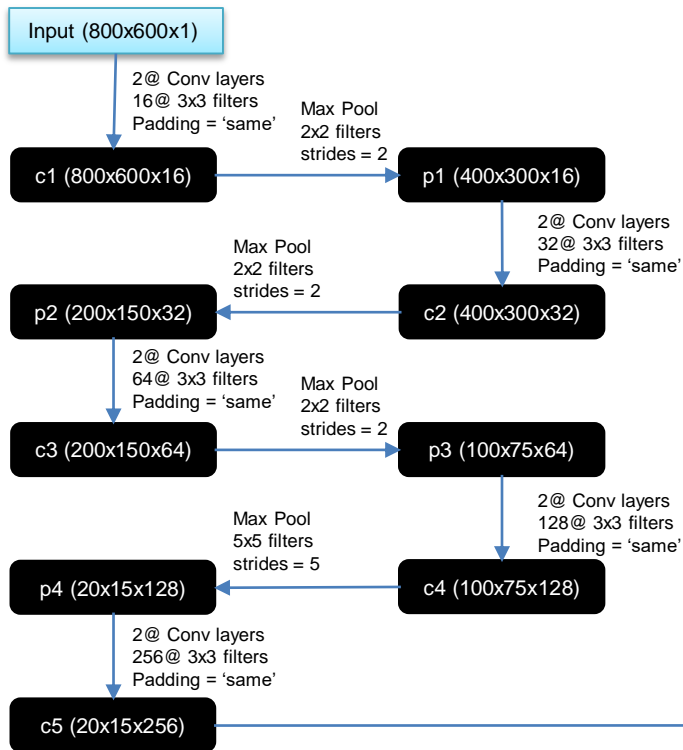 Input (800x600x1)
2@ Conv layers
16@ 3x3 filters
Padding = ‘same’
Max Pool
2x2 filters
strides = 2
c1 (800x600x16)
p1 (400x300x16)
2@ Conv layers
32@ 3x3 filters
Padding = ‘same’
Max Pool
2x2 filters
strides = 2
p2 (200x150x32)
c2 (400x300x32)
2@ Conv layers
64@ 3x3 filters
Padding = ‘same’
Max Pool
2x2 filters
strides = 2
c3 (200x150x64)
p3 (100x75x64)
2@ Conv layers
128@ 3x3 filters
Padding = ‘same’
Max Pool
5x5 filters
strides = 5
p4 (20x15x128)
c4 (100x75x128)
2@ Conv layers
256@ 3x3 filters
Padding = ‘same’
c5 (20x15x256)